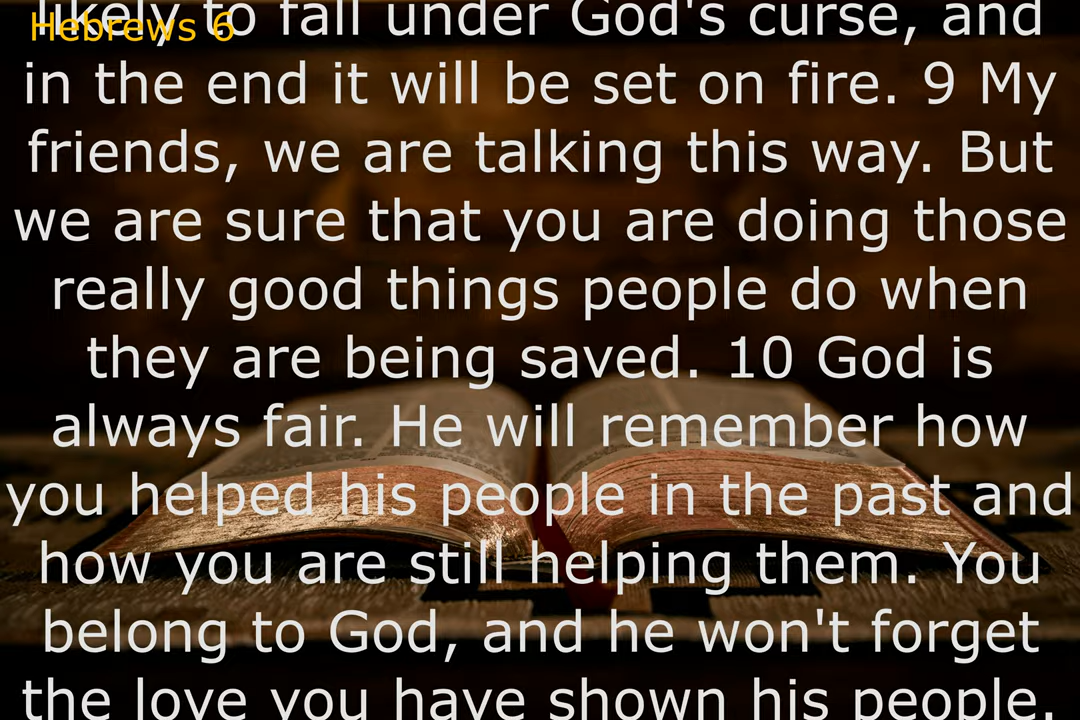 Hebrews 6
likely to fall under God's curse, and
in the end it will be set on fire. 9 My
friends, we are talking this way. But
we are sure that you are doing those
really good things people do when
they are being saved. 10 God is
always fair. He will remember how
you helped his people in the past and
how you are still helping them. You
belong to God, and he won't forget
the love you have shown his people.